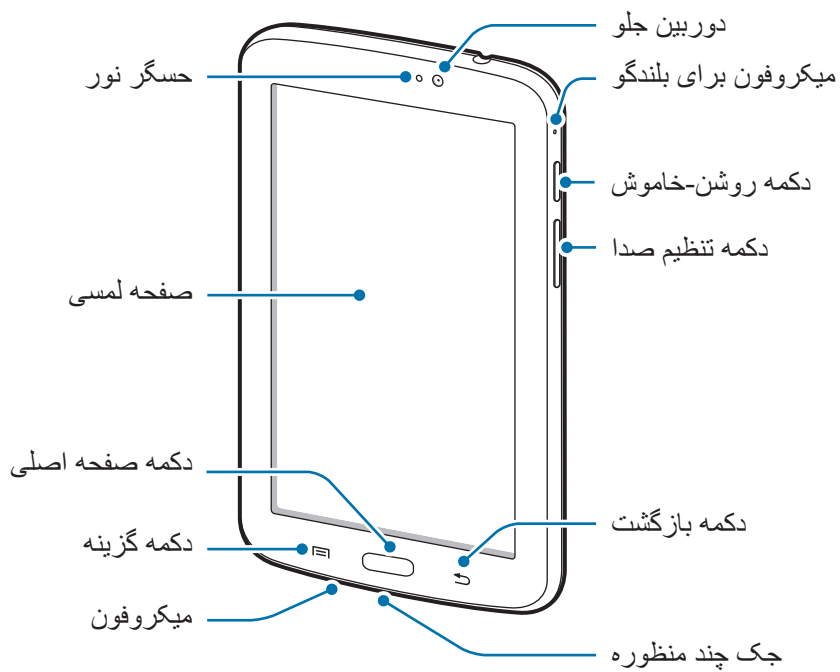 دوربین جلو
حسگر نور
میکروفون برای بلندگو
دکمه روشن-خاموش
دکمه تنظیم صدا
صفحه لمسی
دکمه صفحه اصلی
دکمه بازگشت
دکمه گزینه
میکروفون
جک چند منظوره